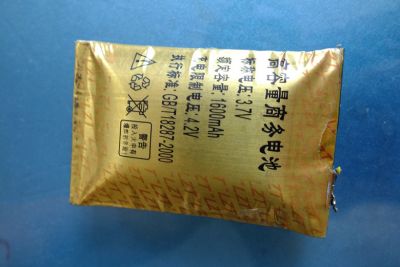 高容量商务电池
标称电压: 3.7V
额定容量: 1600mAh
充电限制电压: 4.2V
执行标准: GB/T18287-2000
警告